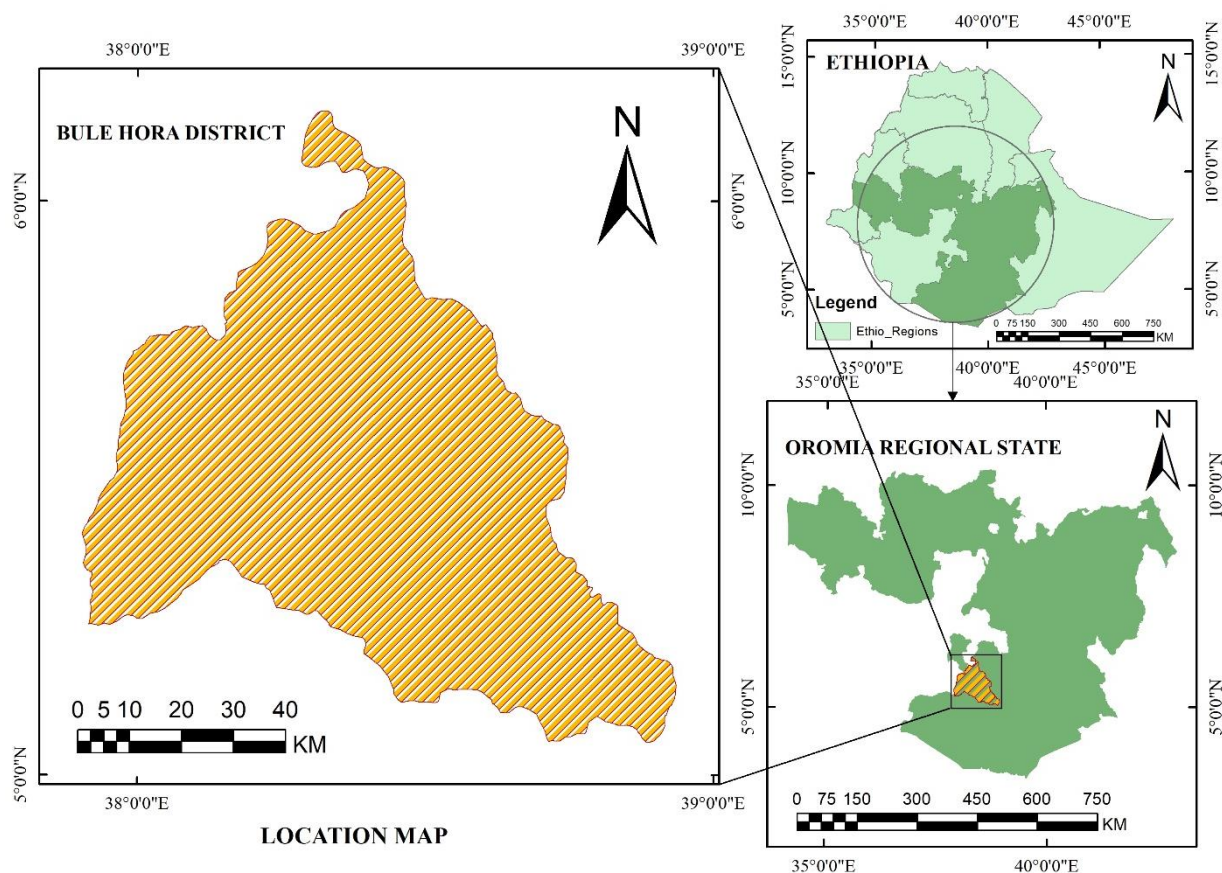 38°0'0"E 39°0'0"E
BULE HORA DISTRICT
N
6°0'0"N
6°0'0"N
5°0'0"N
5°0'0"N
0 5 10 20 30 40
KM
38°0'0"E 39°0'0"E
LOCATION MAP
35°0'0"E 40°0'0"E 45°0'0"E
ETHIOPIA
N
15°0'0"N
15°0'0"N
10°0'0"N
10°0'0"N
5°0'0"N
5°0'0"N
Legend
Ethio_Regions
0 75 150 300 450 600 750
KM
35°0'0"E 40°0'0"E 45°0'0"E
35°0'0"E 40°0'0"E
OROMIA REGIONAL STATE
N
10°0'0"N
10°0'0"N
5°0'0"N
5°0'0"N
0 75 150 300 450 600 750
KM
35°0'0"E 40°0'0"E